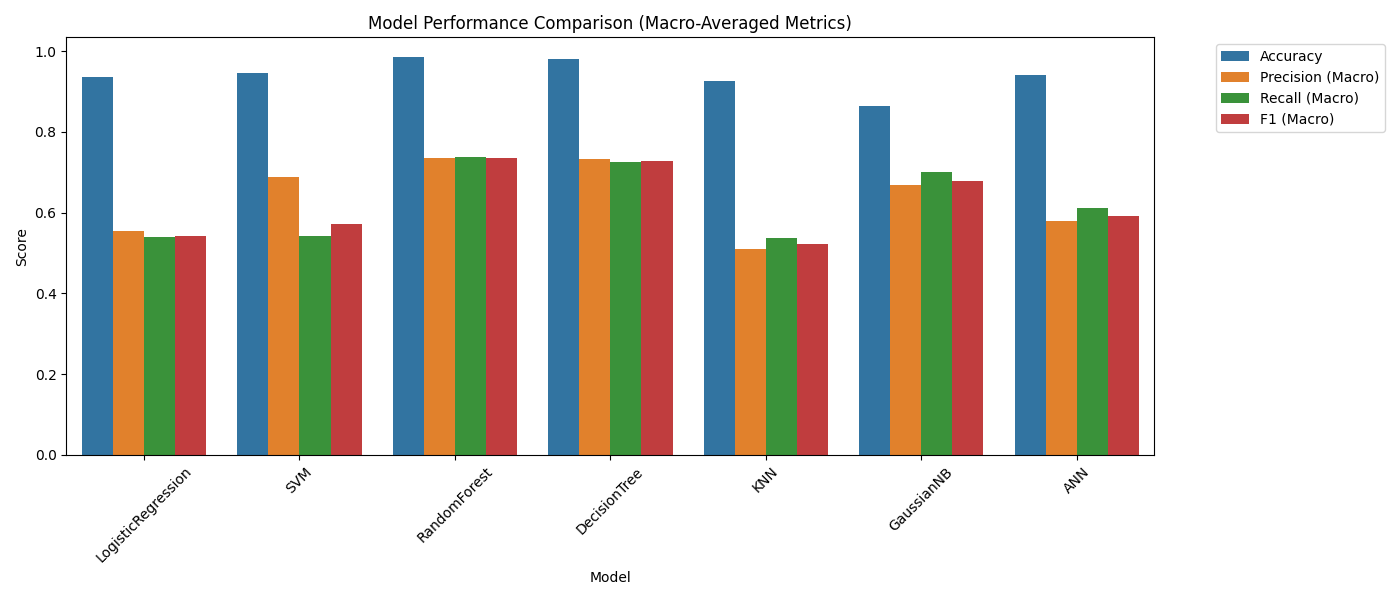 Model Performance Comparison (Macro-Averaged Metrics)
Accuracy
Precision (Macro)
Recall (Macro)
F1 (Macro)
Score
1.0
0.8
0.6
0.4
0.2
0.0
LogisticRegression
SVM
RandomForest
DecisionTree
KNN
GaussianNB
ANN
Model